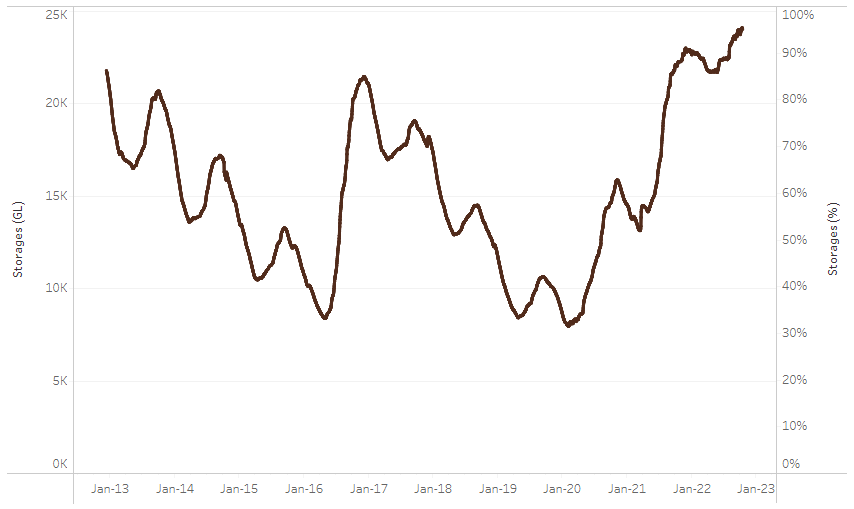 25K
20K
15K
10K
5K
0K
Storages (GL)
100%
90%
80%
70%
60%
50%
40%
30%
20%
10%
0%
Storages (%)
Jan-13 Jan-14 Jan-15 Jan-16 Jan-17 Jan-18 Jan-19 Jan-20 Jan-21 Jan-22 Jan-23